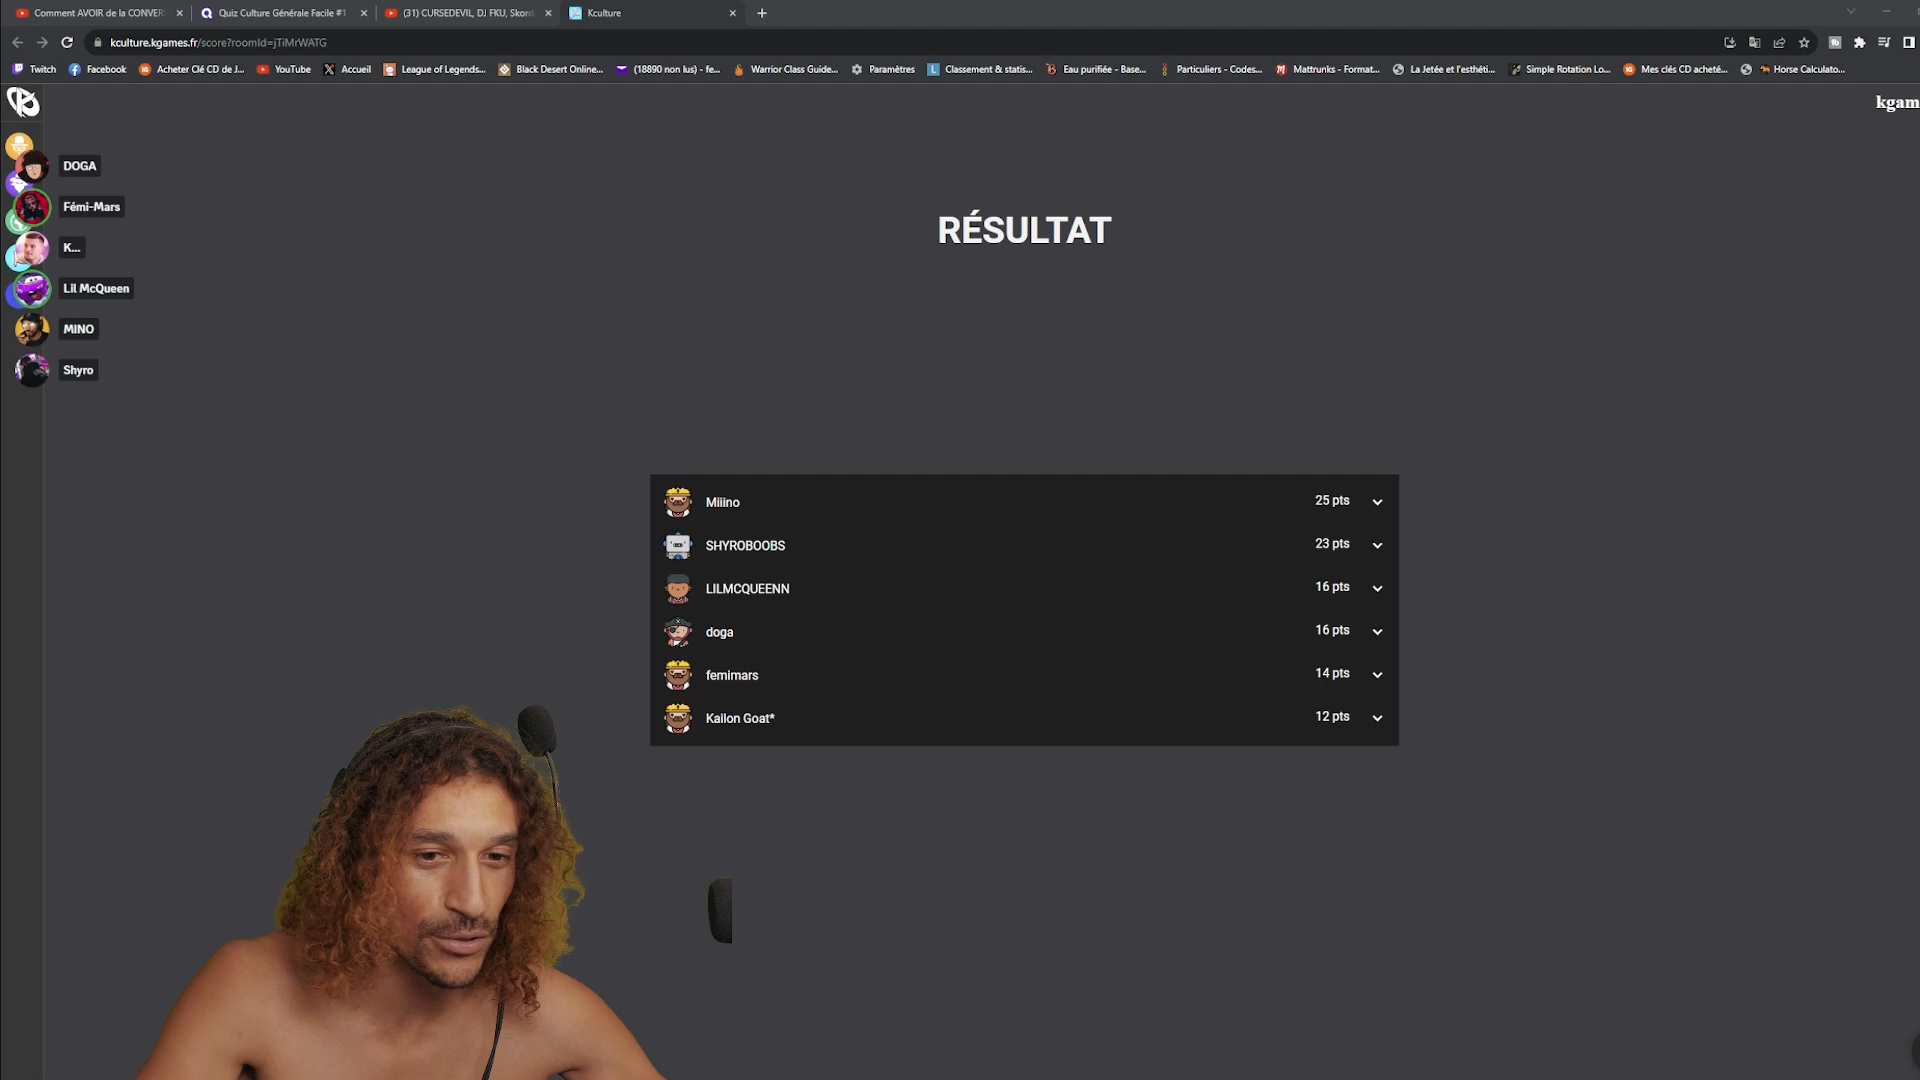 Comment AVOIR de la CONVER
Quiz Culture Générale Facile #1
(31) CURSEDEVIL, DJ FKU, Skord
Kculture
kculture.kgames.fr/score?roomId=jTiMrWATG
Twitch
Facebook
Acheter Clé CD de J...
YouTube
Accueil
League of Legends...
Black Desert Online...
(18890 non lus) - fe...
Warrior Class Guide...
Paramètres
Classement & statis...
Eau purifiée - Base...
Particuliers - Codes...
Mattrunks - Format...
La Jetée et l'esthéti...
Simple Rotation Lo...
Mes clés CD acheté...
Horse Calculato...
kgam
DOGA
Fémi-Mars
K...
Lil McQueen
MINO
Shyro
RÉSULTAT
Miiino 25 pts
SHYROBOOBS 23 pts
LILMCQUEENN 16 pts
doga 16 pts
femimars 14 pts
Kailon Goat* 12 pts